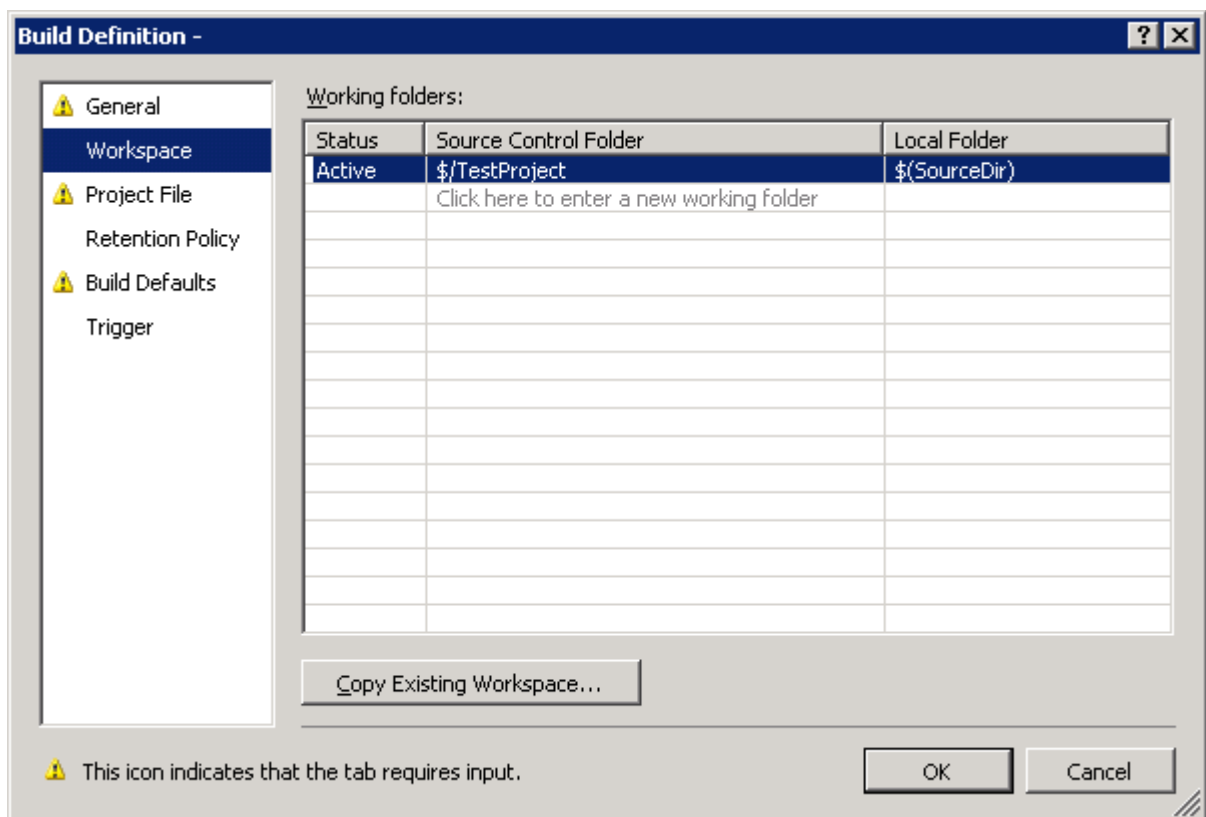 Build Definition -
General
Workspace
Project File
Retention Policy
Build Defaults
Trigger
Working folders:
Status Source Control Folder Local Folder
Active $/TestProject $(SourceDir)
Click here to enter a new working folder
Copy Existing Workspace...
This icon indicates that the tab requires input.
OK Cancel